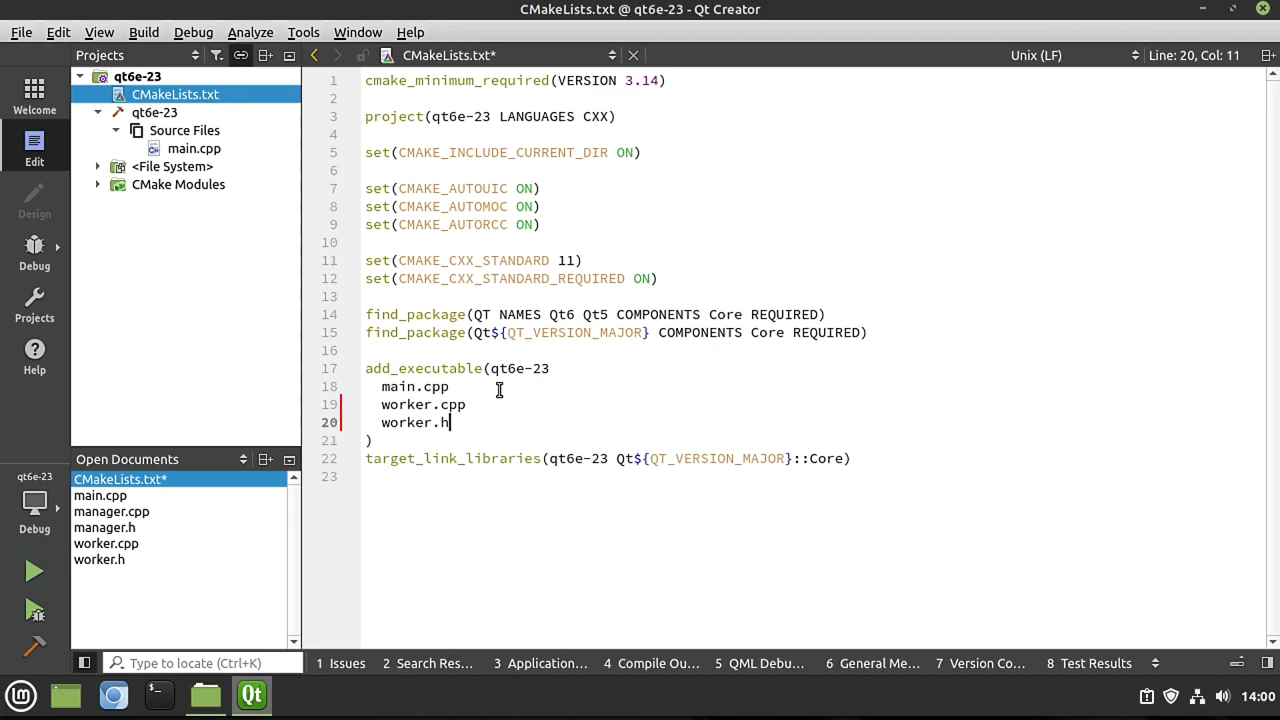 CMakeLists.txt @ qt6e-23 - Qt Creator
File Edit View Build Debug Analyze Tools Window Help
Projects
CMakeLists.txt*
Unix (LF)
Line: 20, Col: 11
Welcome
Edit
Design
Debug
Projects
Help
qt6e-23
Debug
qt6e-23
CMakeLists.txt
qt6e-23
Source Files
main.cpp
<File System>
CMake Modules
Open Documents
CMakeLists.txt*
main.cpp
manager.cpp
manager.h
worker.cpp
worker.h
1 cmake_minimum_required(VERSION 3.14)
2
3 project(qt6e-23 LANGUAGES CXX)
4
5 set(CMAKE_INCLUDE_CURRENT_DIR ON)
6
7 set(CMAKE_AUTOUIC ON)
8 set(CMAKE_AUTOMOC ON)
9 set(CMAKE_AUTORCC ON)
10
11 set(CMAKE_CXX_STANDARD 11)
12 set(CMAKE_CXX_STANDARD_REQUIRED ON)
13
14 find_package(QT NAMES Qt6 Qt5 COMPONENTS Core REQUIRED)
15 find_package(Qt${QT_VERSION_MAJOR} COMPONENTS Core REQUIRED)
16
17 add_executable(qt6e-23
18 main.cpp
19 worker.cpp
20 worker.h
21 )
22 target_link_libraries(qt6e-23 Qt${QT_VERSION_MAJOR}::Core)
23
Type to locate (Ctrl+K)
1 Issues 2 Search Res... 3 Application... 4 Compile Ou... 5 QML Debu... 6 General Me... 7 Version Co... 8 Test Results
14:00